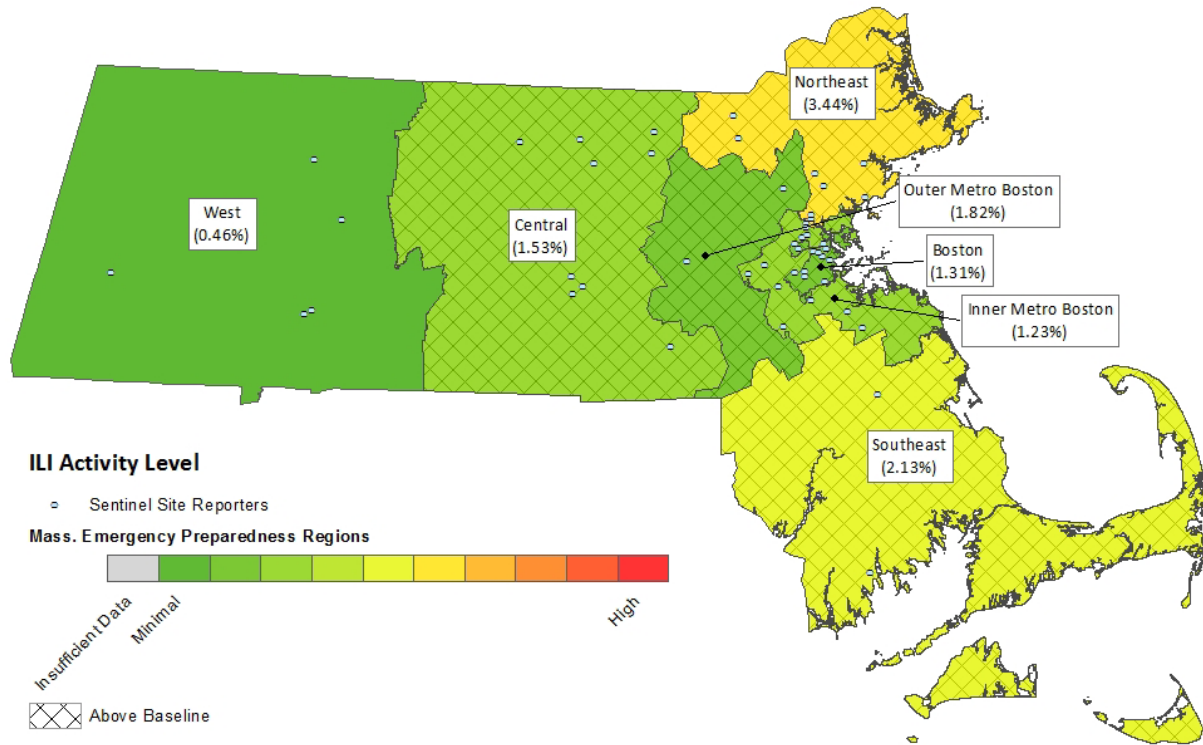 Northeast
(3.44%)
Outer Metro Boston
(1.82%)
West
(0.46%)
Central
(1.53%)
Boston
(1.31%)
Inner Metro Boston
(1.23%)
Southeast
(2.13%)
ILI Activity Level
Sentinel Site Reporters
Mass. Emergency Preparedness Regions
Insufficient Data
Minimal
High
Above Baseline